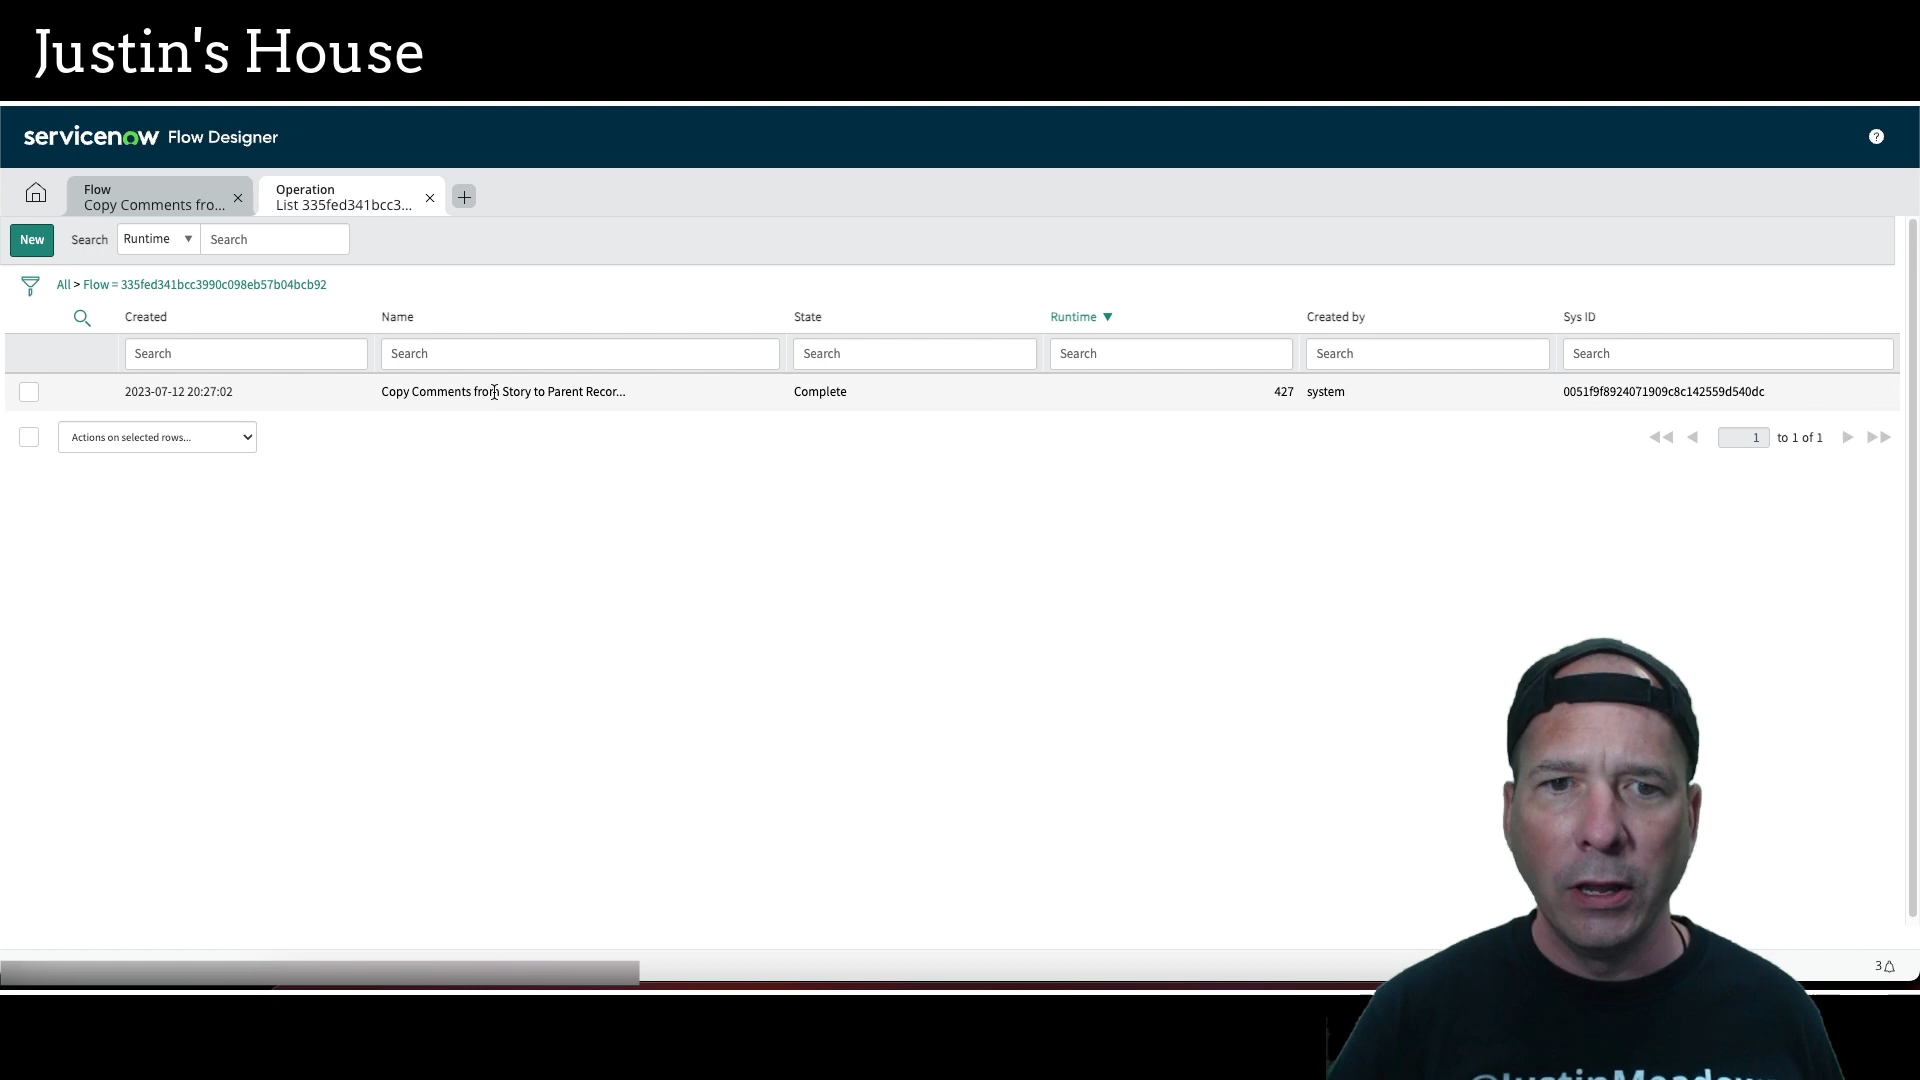 Justin's House
servicenow Flow Designer
?
Flow
Copy Comments fro...
Operation
List 335fed341bcc3...
New Search Runtime Search
All > Flow = 335fed341bcc3990c098eb57b04bcb92
Created Name State Runtime Created by Sys ID
Search Search Search Search Search Search
2023-07-12 20:27:02 Copy Comments from Story to Parent Recor... Complete 427 system 0051f9f8924071909c8c142559d540dc
Actions on selected rows... 1 to 1 of 1
3